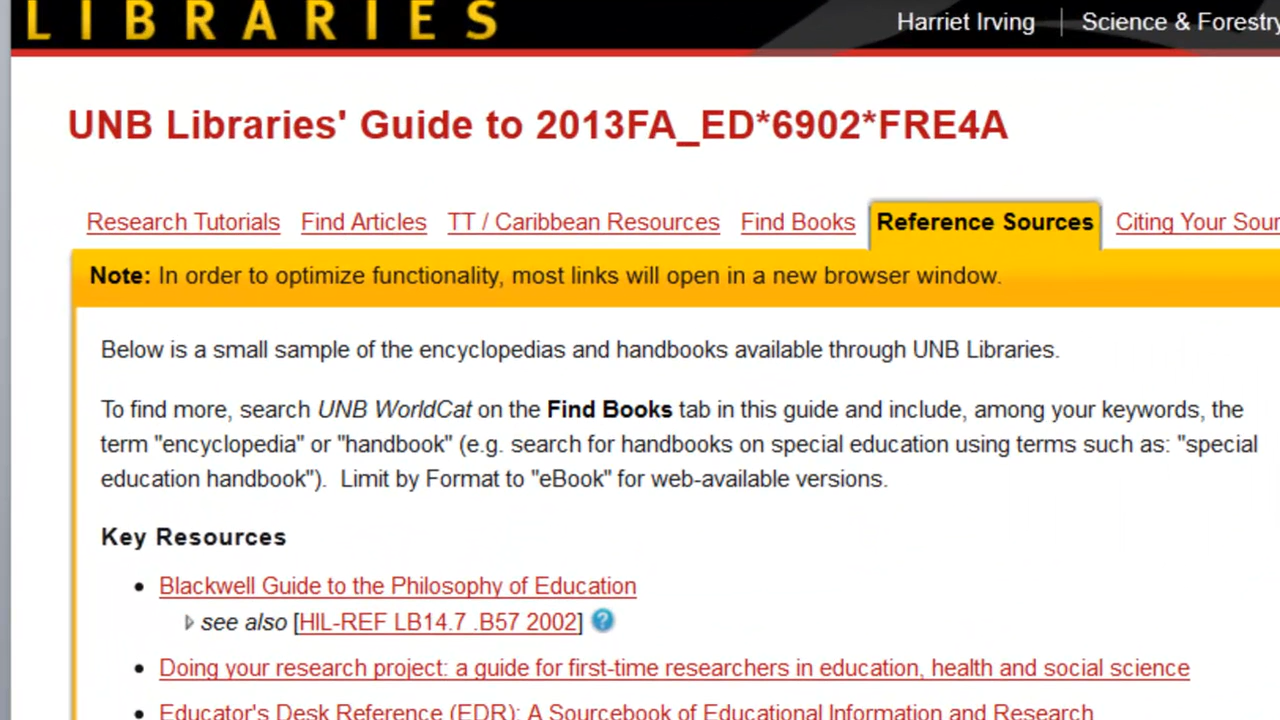 LIBRARIES
Harriet Irving
Science & Forestry
UNB Libraries' Guide to 2013FA_ED*6902*FRE4A
Research Tutorials Find Articles TT / Caribbean Resources Find Books Reference Sources Citing Your Sour
Note: In order to optimize functionality, most links will open in a new browser window.
Below is a small sample of the encyclopedias and handbooks available through UNB Libraries.
To find more, search UNB WorldCat on the Find Books tab in this guide and include, among your keywords, the
term "encyclopedia" or "handbook" (e.g. search for handbooks on special education using terms such as: "special
education handbook").  Limit by Format to "eBook" for web-available versions.
Key Resources
Blackwell Guide to the Philosophy of Education
see also [HIL-REF LB14.7 .B57 2002] ?
Doing your research project: a guide for first-time researchers in education, health and social science
Educator's Desk Reference (EDR): A Sourcebook of Educational Information and Research